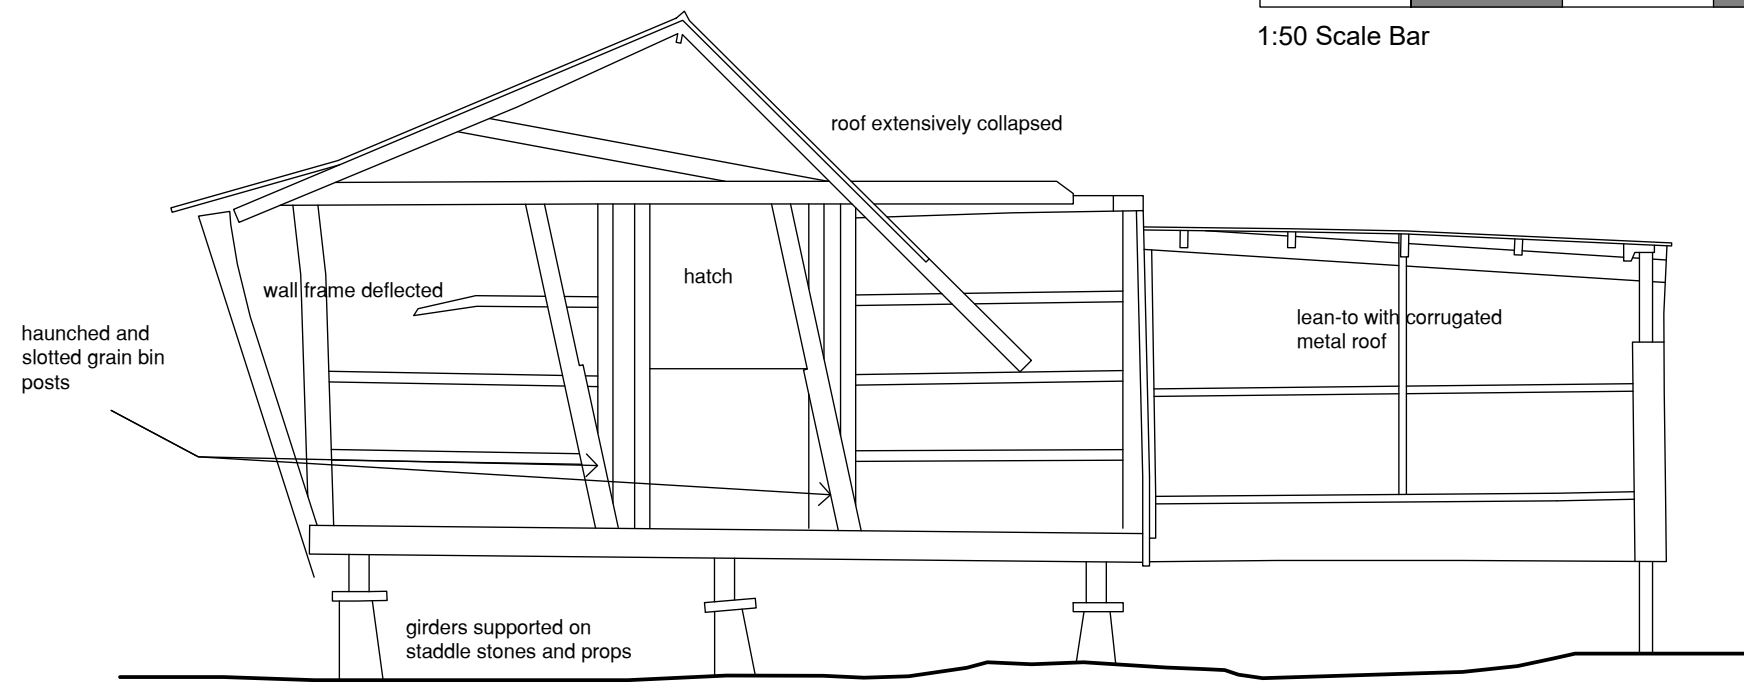 1:50 Scale Bar
roof extensively collapsed
hatch
wall frame deflected
haunched and
slotted grain bin
posts
lean-to with corrugated
metal roof
girders supported on
staddle stones and props